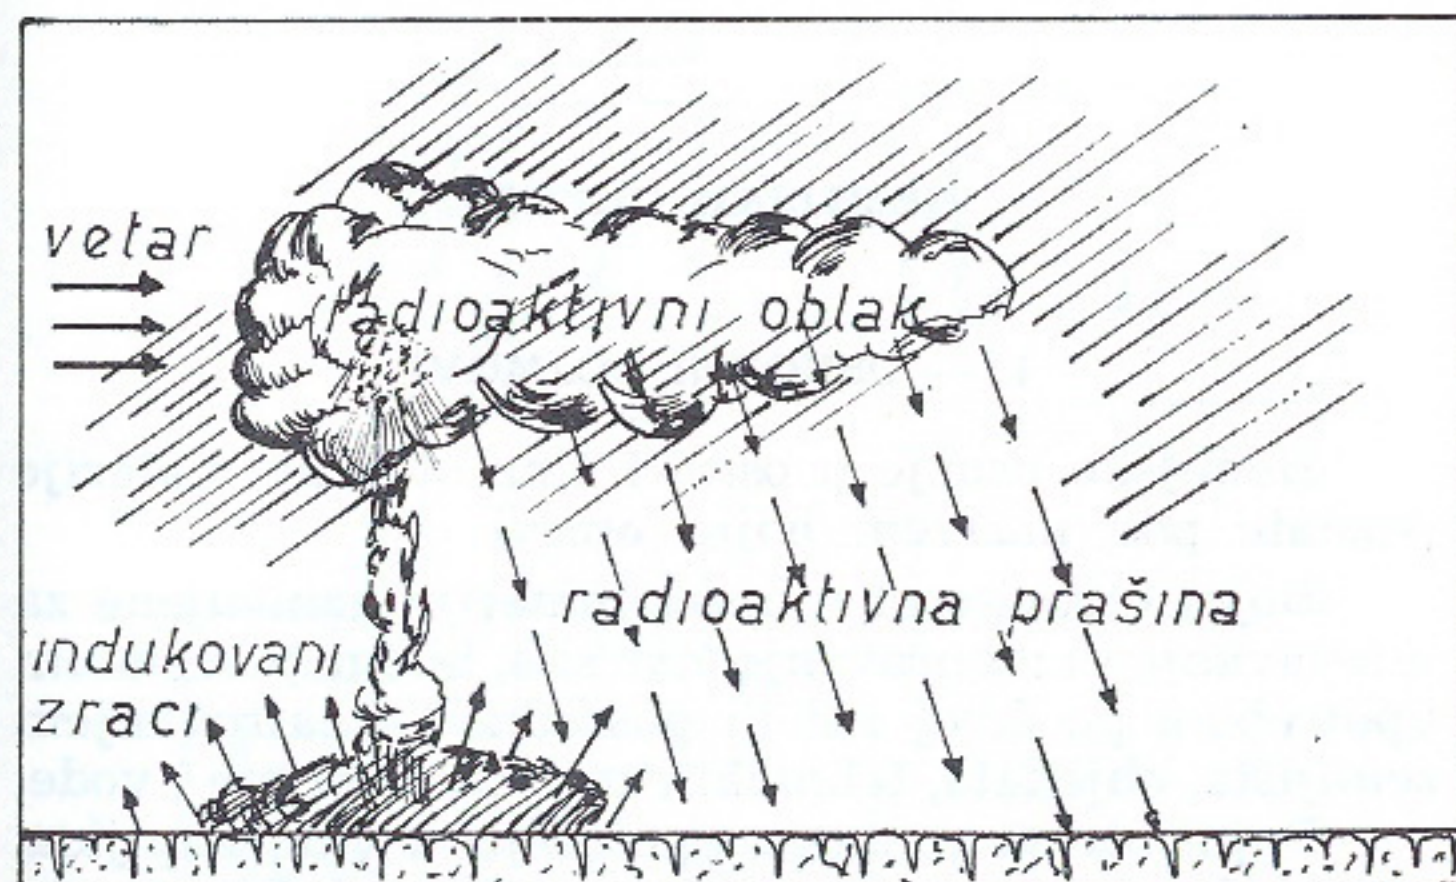 vetar
radioaktivni oblak
radioaktivna prašina
indukovani
zraci